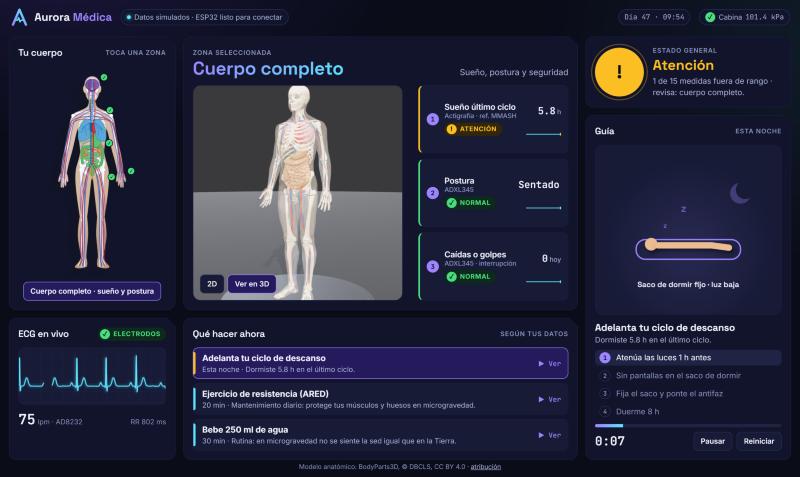 Aurora Médica
Datos simulados · ESP32 listo para conectar
Día 47 · 09:54
Cabina 101.4 kPa
Tu cuerpo
TOCA UNA ZONA
Cuerpo completo · sueño y postura
ZONA SELECCIONADA
Cuerpo completo
Sueño, postura y seguridad
2D
Ver en 3D
1
Sueño último ciclo
Actigrafía · ref. MMASH
! ATENCIÓN
5.8 h
2
Postura
ADXL345
NORMAL
Sentado
3
Caídas o golpes
ADXL345 · interrupción
NORMAL
0 hoy
!
ESTADO GENERAL
Atención
1 de 15 medidas fuera de rango ·
revisa: cuerpo completo.
Guía
ESTA NOCHE
z
z
Saco de dormir fijo · luz baja
Adelanta tu ciclo de descanso
Dormiste 5.8 h en el último ciclo.
1 Atenúa las luces 1 h antes
2 Sin pantallas en el saco de dormir
3 Fija el saco y ponte el antifaz
4 Duerme 8 h
0:07
Pausar
Reiniciar
ECG en vivo
ELECTRODOS
75 lpm · AD8232
RR 802 ms
Qué hacer ahora
SEGÚN TUS DATOS
Adelanta tu ciclo de descanso
Esta noche · Dormiste 5.8 h en el último ciclo.
▶ Ver
Ejercicio de resistencia (ARED)
20 min · Mantenimiento diario: protege tus músculos y huesos en microgravedad.
▶ Ver
Bebe 250 ml de agua
30 min · Rutina: en microgravedad no se siente la sed igual que en la Tierra.
▶ Ver
Modelo anatómico: BodyParts3D, © DBCLS, CC BY 4.0 · atribución